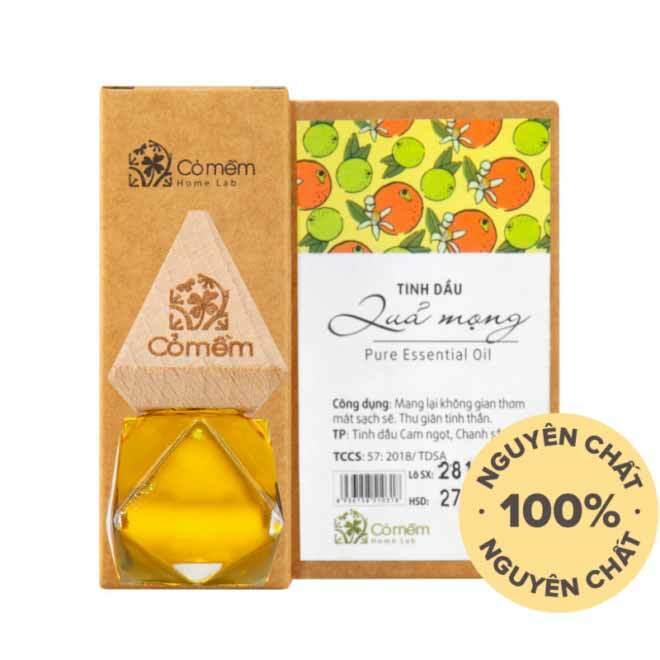 Cỏ mềm
Home Lab
Cỏ mềm
TINH DẦU
Quả mọng
Pure Essential Oil
Công dụng: Mang lại không gian thơm
mát sạch sẽ. Thư giãn tinh thần.
TP: Tinh dầu Cam ngọt, Chanh
TCCS: 57: 2018/ TDSA
Lô SX: 281
HSD: 27
Cỏ mềm
Home Lab
NGUYÊN CHẤT
100%
NGUYÊN CHẤT